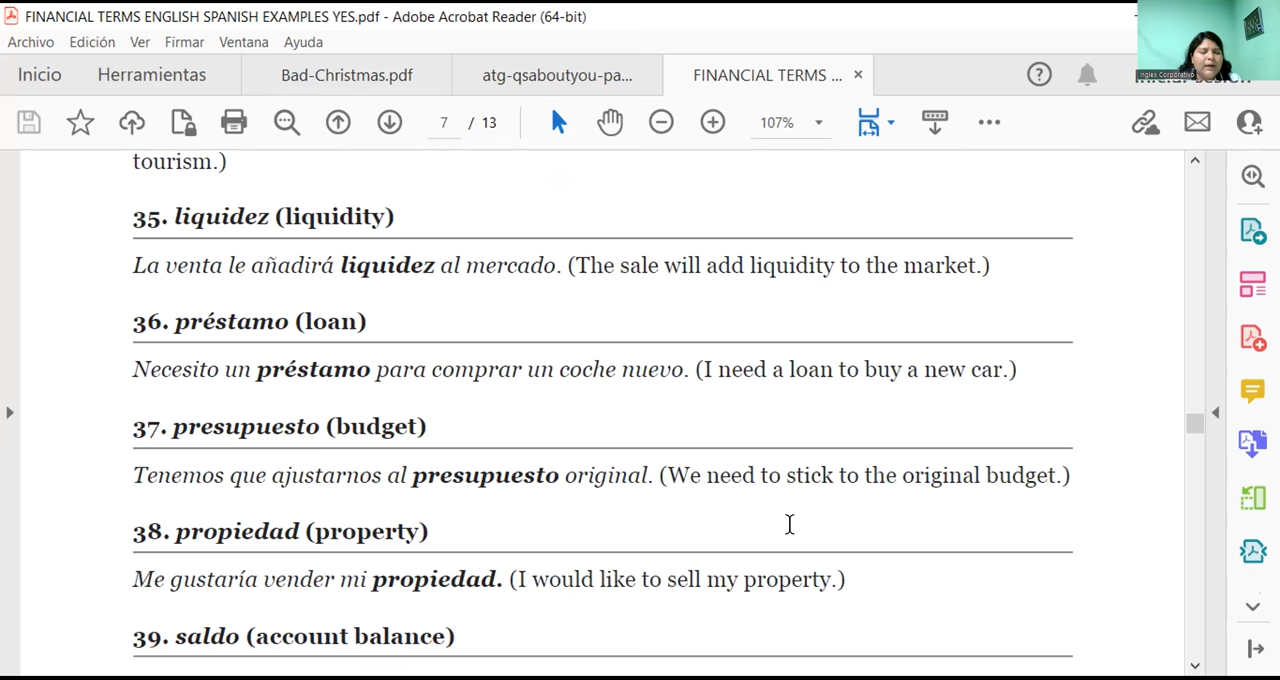 FINANCIAL TERMS ENGLISH SPANISH EXAMPLES YES.pdf - Adobe Acrobat Reader (64-bit)
Archivo Edición Ver Firmar Ventana Ayuda
Inicio Herramientas Bad-Christmas.pdf atg-qsaboutyou-pa... FINANCIAL TERMS ... ×
Ingles Corporativo
7 / 13 107%
tourism.)
35. liquidez (liquidity)
La venta le añadirá liquidez al mercado. (The sale will add liquidity to the market.)
36. préstamo (loan)
Necesito un préstamo para comprar un coche nuevo. (I need a loan to buy a new car.)
37. presupuesto (budget)
Tenemos que ajustarnos al presupuesto original. (We need to stick to the original budget.)
38. propiedad (property)
Me gustaría vender mi propiedad. (I would like to sell my property.)
39. saldo (account balance)